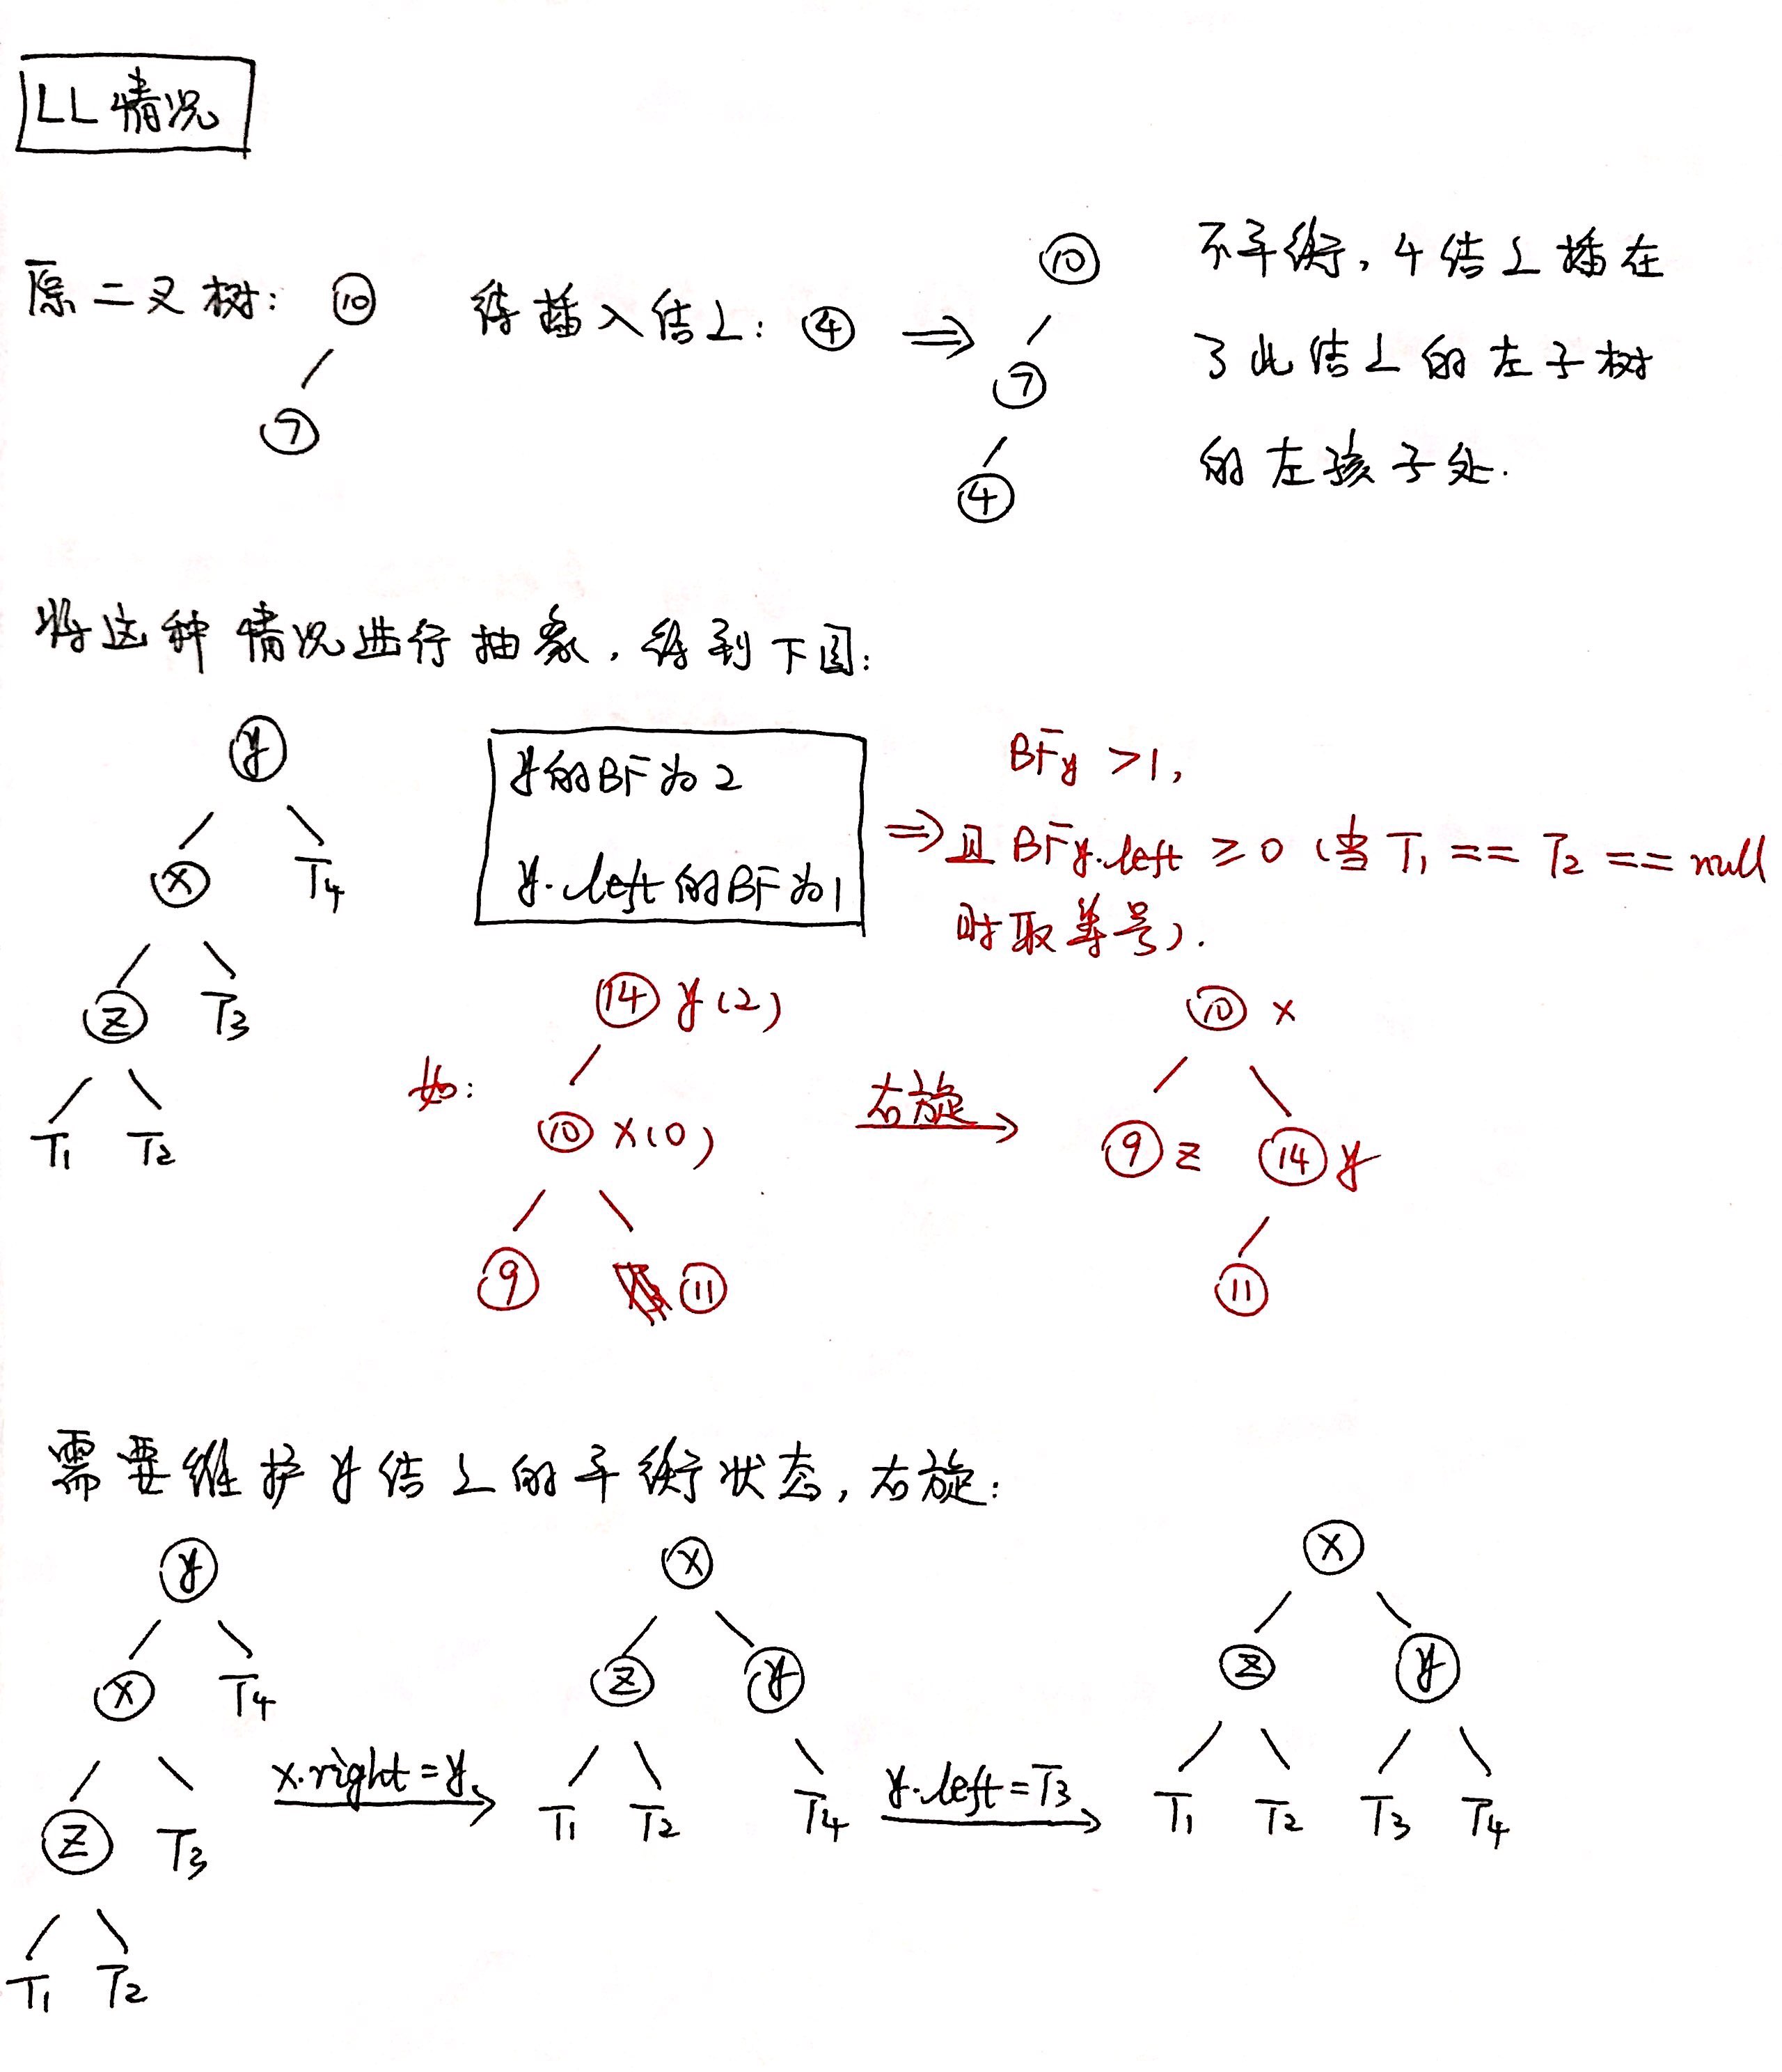 LL情况
原二叉树: 10 待插入结点: 4 ⇒ 10 不平衡，4结点插在
7 7 了此结点的左子树
4 的左孩子处.
将这种情况进行抽象，得到下图:
y
x T4
z T3
T1 T2
y的BF为2
y.left的BF为1
⇒ BFy >1,
且 BFy.left ≥0 (当 T1 == T2 == null
时取等号).
如:
14 y(2)
10 x(0)
9 11
右旋
10 x
9 z 14 y
11
需要维护y结点的平衡状态，右旋:
y
x T4
z T3
T1 T2
x.right=y
x
z y
T1 T2 T4
y.left=T3
x
z y
T1 T2 T3 T4